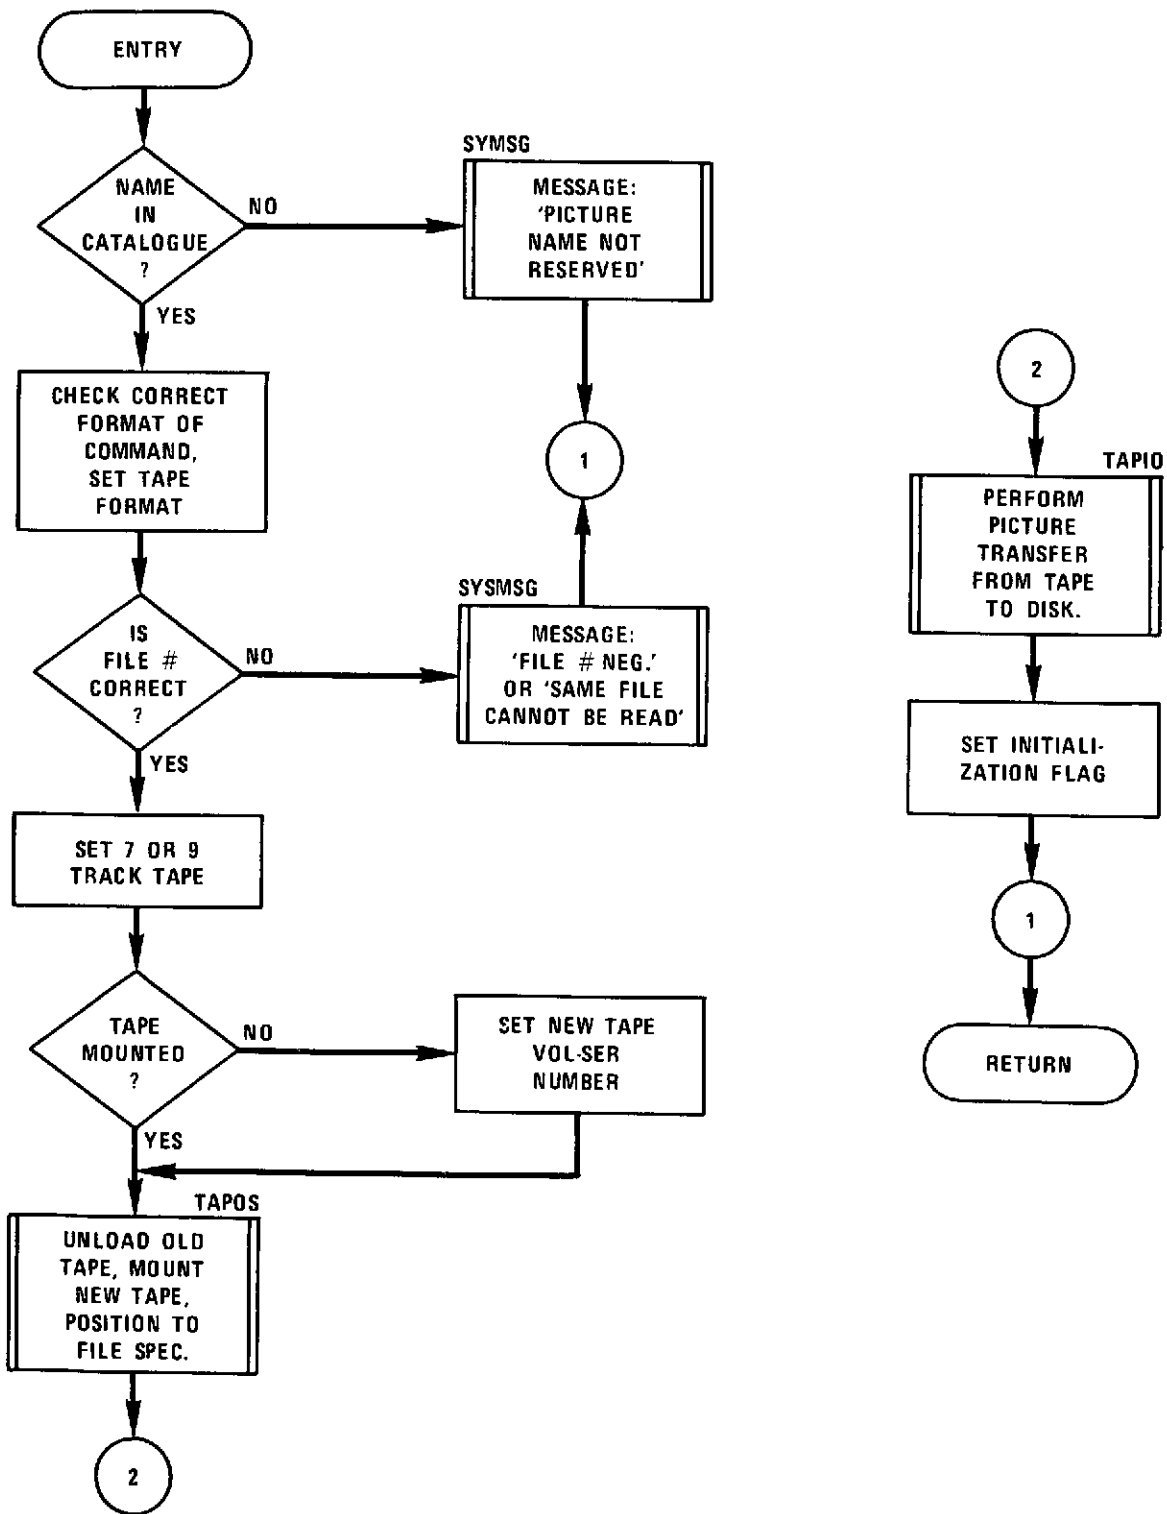 ENTRY
NAME
IN
CATALOGUE
?
NO
YES
SYMSG
MESSAGE:
'PICTURE
NAME NOT
RESERVED'
1
CHECK CORRECT
FORMAT OF
COMMAND,
SET TAPE
FORMAT
IS
FILE #
CORRECT
?
NO
YES
SYSMSG
MESSAGE:
'FILE # NEG.'
OR 'SAME FILE
CANNOT BE READ'
SET 7 OR 9
TRACK TAPE
TAPE
MOUNTED
?
NO
YES
SET NEW TAPE
VOL-SER
NUMBER
TAPOS
UNLOAD OLD
TAPE, MOUNT
NEW TAPE,
POSITION TO
FILE SPEC.
2
2
TAPIO
PERFORM
PICTURE
TRANSFER
FROM TAPE
TO DISK.
SET INITIALI-
ZATION FLAG
1
RETURN